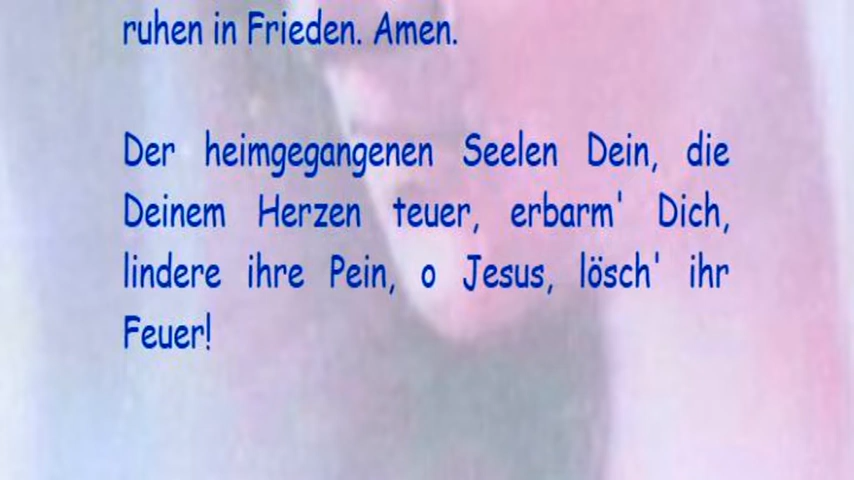 ruhen in Frieden. Amen.
Der heimgegangenen Seelen Dein, die
Deinem Herzen teuer, erbarm' Dich,
lindere ihre Pein, o Jesus, lösch' ihr
Feuer!